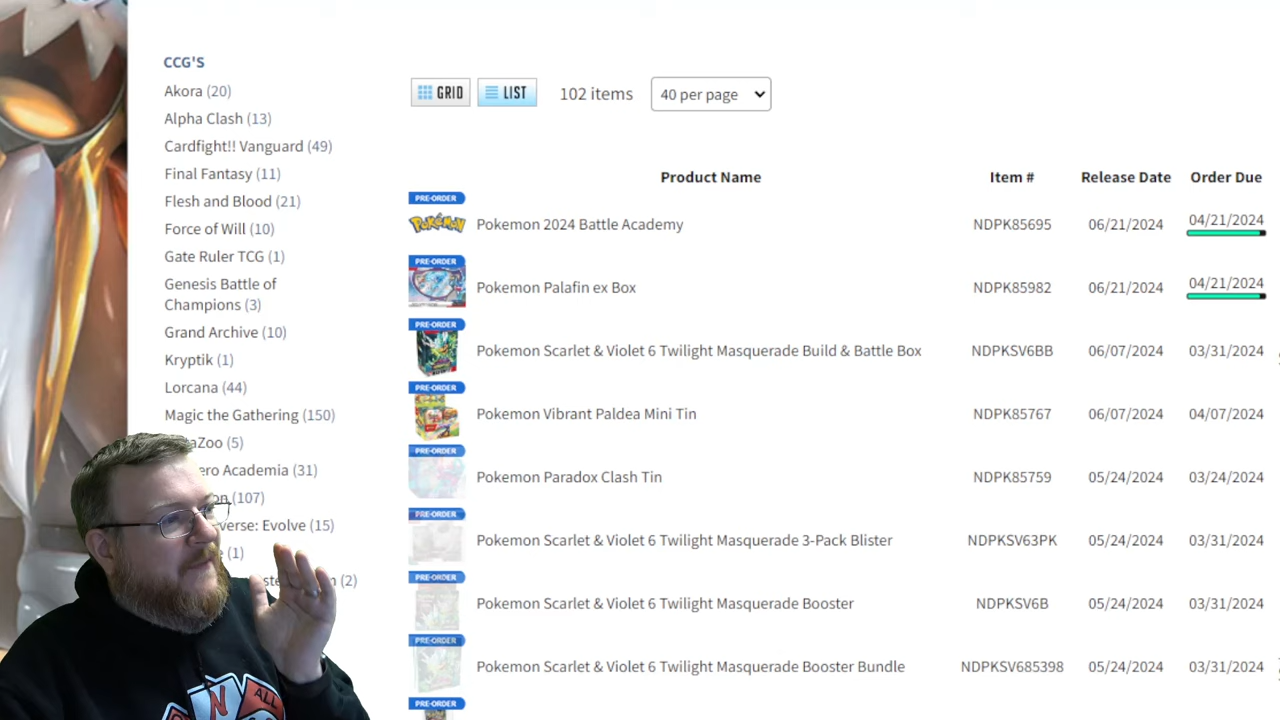 CCG'S
Akora (20)
Alpha Clash (13)
Cardfight!! Vanguard (49)
Final Fantasy (11)
Flesh and Blood (21)
Force of Will (10)
Gate Ruler TCG (1)
Genesis Battle of
Champions (3)
Grand Archive (10)
Kryptik (1)
Lorcana (44)
Magic the Gathering (150)
Zoo (5)
Academia (31)
(107)
Evolve (15)
(1)
(2)
GRID LIST 102 items 40 per page
Product Name Item # Release Date Order Due
PRE-ORDER
Pokémon Pokemon 2024 Battle Academy NDPK85695 06/21/2024 04/21/2024
PRE-ORDER
Pokemon Palafin ex Box NDPK85982 06/21/2024 04/21/2024
PRE-ORDER
Pokemon Scarlet & Violet 6 Twilight Masquerade Build & Battle Box NDPKSV6BB 06/07/2024 03/31/2024
PRE-ORDER
Pokemon Vibrant Paldea Mini Tin NDPK85767 06/07/2024 04/07/2024
PRE-ORDER
Pokemon Paradox Clash Tin NDPK85759 05/24/2024 03/24/2024
PRE-ORDER
Pokemon Scarlet & Violet 6 Twilight Masquerade 3-Pack Blister NDPKSV63PK 05/24/2024 03/31/2024
PRE-ORDER
Pokemon Scarlet & Violet 6 Twilight Masquerade Booster NDPKSV6B 05/24/2024 03/31/2024
PRE-ORDER
Pokemon Scarlet & Violet 6 Twilight Masquerade Booster Bundle NDPKSV685398 05/24/2024 03/31/2024
PRE-ORDER
N ALL